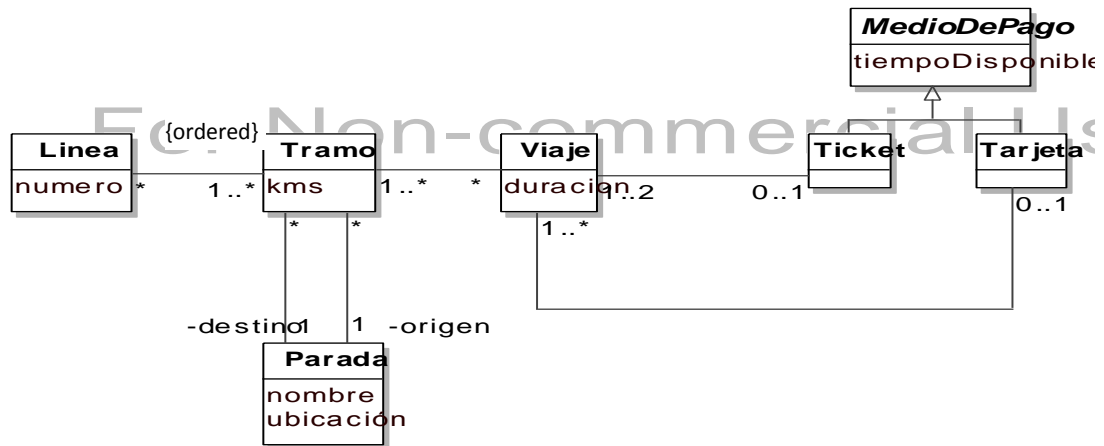 MedioDePago
tiempoDisponible
For Non-commercial Us
{ordered}
Linea
numero
*
1..*
Tramo
kms
1..*
*
Viaje
duracion
1..2
0..1
Ticket
Tarjeta
0..1
1..*
*
*
-destino
1
1
-origen
Parada
nombre
ubicación